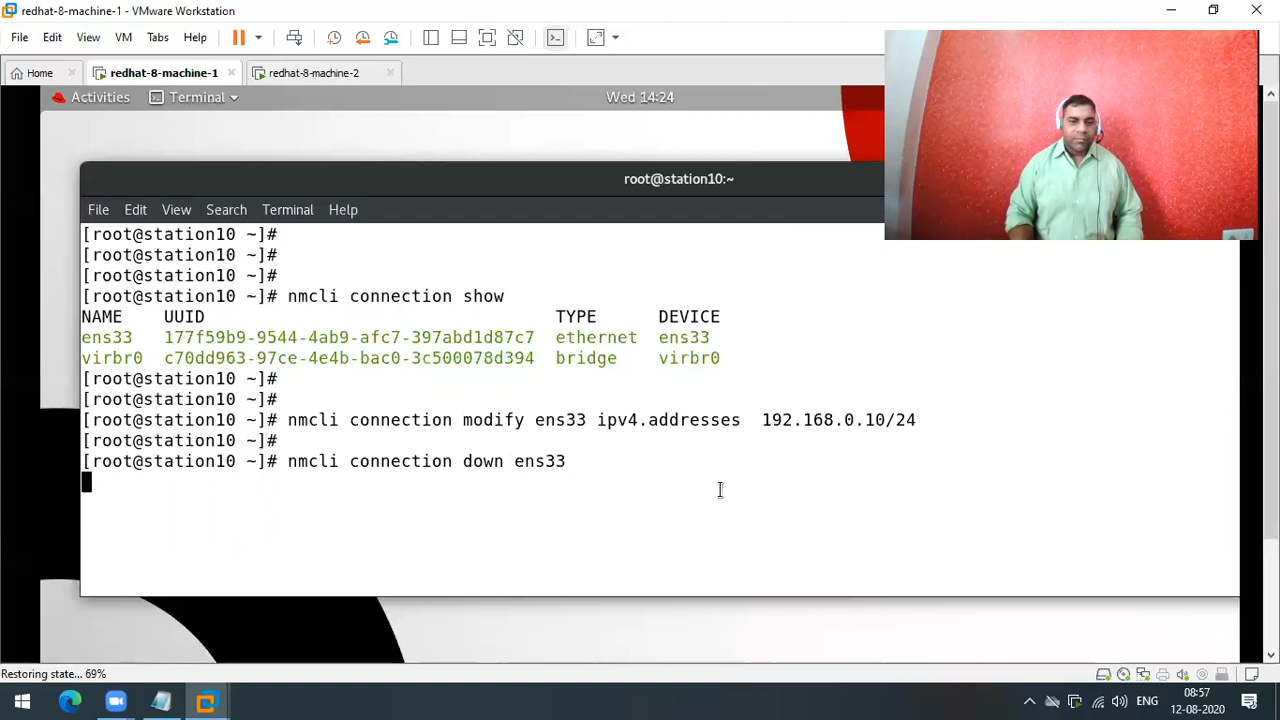 redhat-8-machine-1 - VMware Workstation
File Edit View VM Tabs Help
Home redhat-8-machine-1 redhat-8-machine-2
Activities Terminal Wed 14:24
root@station10:~
File Edit View Search Terminal Help
[root@station10 ~]#
[root@station10 ~]#
[root@station10 ~]#
[root@station10 ~]# nmcli connection show
NAME UUID TYPE DEVICE
ens33 177f59b9-9544-4ab9-afc7-397abd1d87c7 ethernet ens33
virbr0 c70dd963-97ce-4e4b-bac0-3c500078d394 bridge virbr0
[root@station10 ~]#
[root@station10 ~]#
[root@station10 ~]# nmcli connection modify ens33 ipv4.addresses 192.168.0.10/24
[root@station10 ~]#
[root@station10 ~]# nmcli connection down ens33
Restoring state... 69%
ENG 08:57
12-08-2020